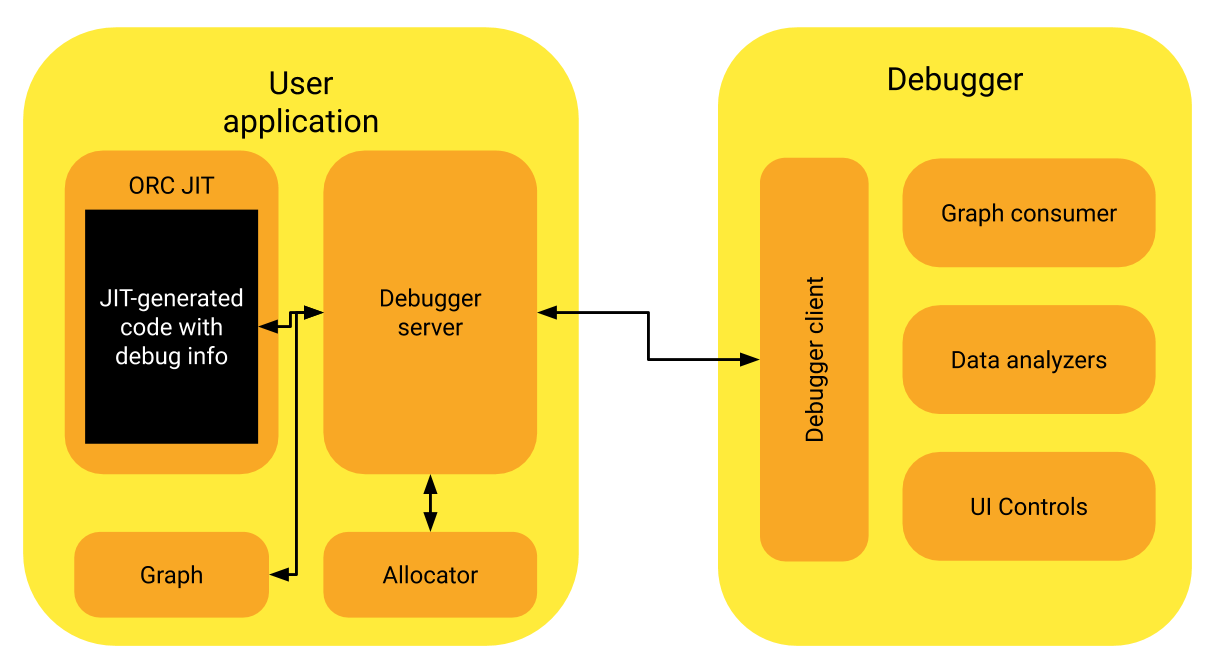 User
application
ORC JIT
JIT-generated
code with
debug info
Debugger
server
Graph
Allocator
Debugger
Debugger client
Graph consumer
Data analyzers
UI Controls